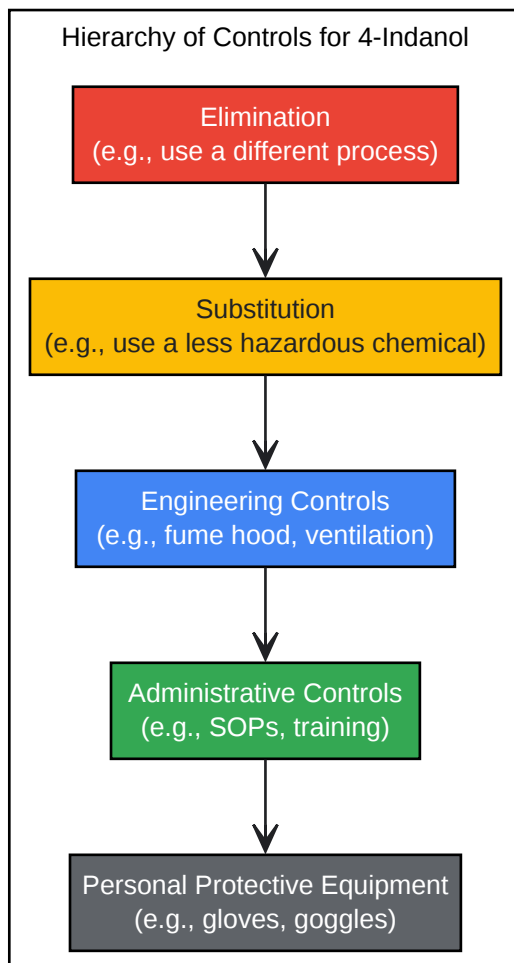 Hierarchy of Controls for 4-Indanol
Elimination
(e.g., use a different process)
Substitution
(e.g., use a less hazardous chemical)
Engineering Controls
(e.g., fume hood, ventilation)
Administrative Controls
(e.g., SOPs, training)
Personal Protective Equipment
(e.g., gloves, goggles)